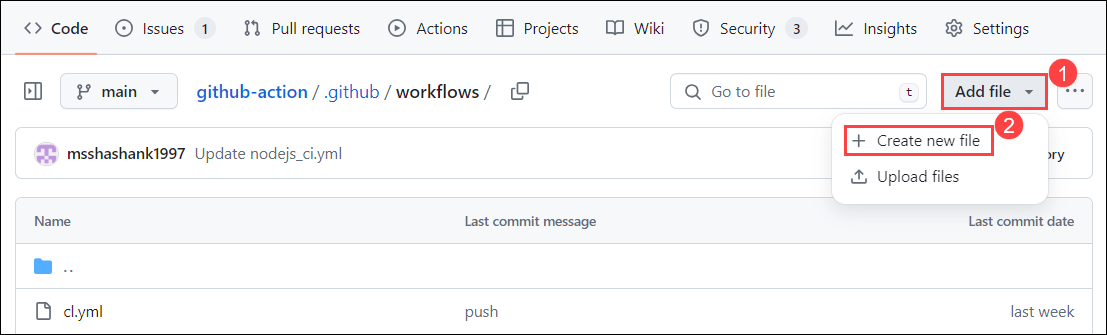 Code Issues 1 Pull requests Actions Projects Wiki Security 3 Insights Settings
1
main github-action / .github / workflows / Go to file t Add file ...
2
Create new file
msshashank1997 Update nodejs_ci.yml ory
Upload files
Name Last commit message Last commit date
..
cl.yml push last week